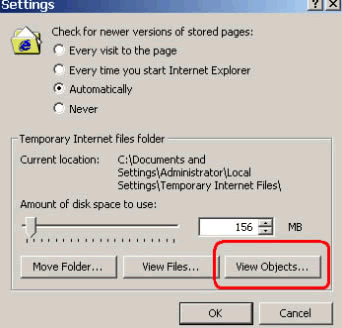 Settings
Check for newer versions of stored pages:
Every visit to the page
Every time you start Internet Explorer
Automatically
Never
Temporary Internet files folder
Current location: C:\Documents and
Settings\Administrator\Local
Settings\Temporary Internet Files\
Amount of disk space to use:
156 MB
Move Folder... View Files... View Objects...
OK Cancel